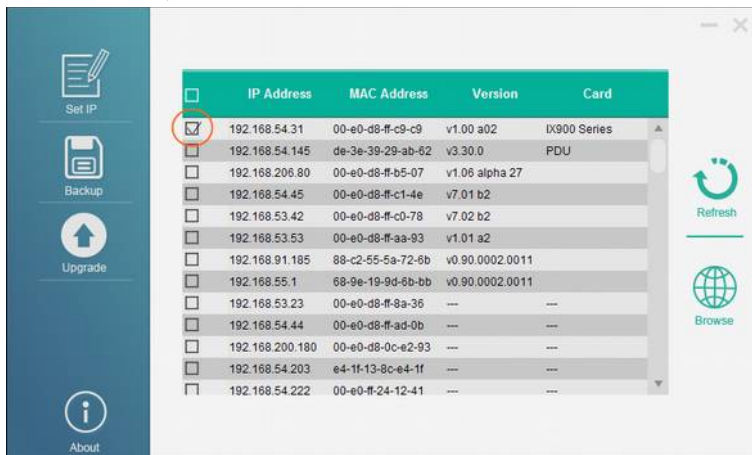 Set IP
Backup
Upgrade
About
IP Address MAC Address Version Card
192.168.54.31 00-e0-d8-ff-c9-c9 v1.00 a02 IX900 Series
192.168.54.145 de-3e-39-29-ab-62 v3.30.0 PDU
192.168.206.80 00-e0-d8-ff-b5-07 v1.06 alpha 27
192.168.54.45 00-e0-d8-ff-c1-4e v7.01 b2
192.168.53.42 00-e0-d8-ff-c0-78 v7.02 b2
192.168.53.53 00-e0-d8-ff-aa-93 v1.01 a2
192.168.91.185 88-c2-55-5a-72-6b v0.90.0002.0011
192.168.55.1 68-9e-19-9d-6b-bb v0.90.0002.0011
192.168.53.23 00-e0-d8-ff-8a-36 --- ---
192.168.54.44 00-e0-d8-ff-ad-0b --- ---
192.168.200.180 00-e0-d8-0c-e2-93 --- ---
192.168.54.203 e4-1f-13-8c-e4-1f --- ---
192.168.54.222 00-e0-ff-24-12-41 --- ---
Refresh
Browse